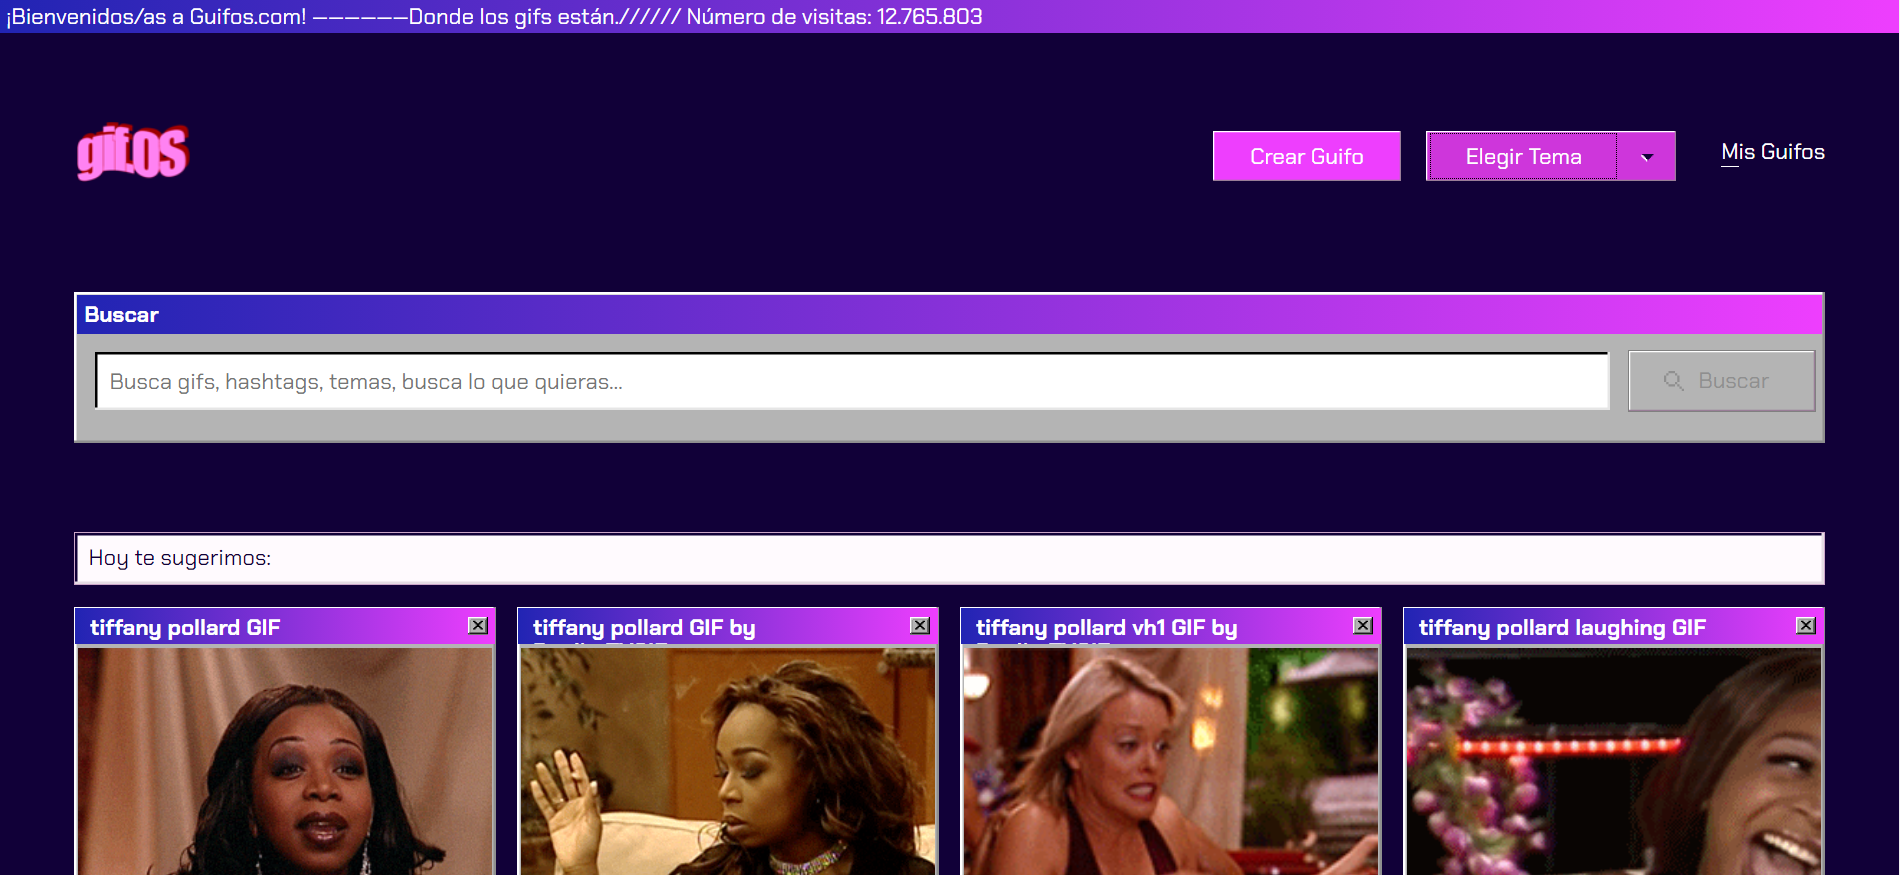 ¡Bienvenidos/as a Guifos.com! ——————Donde los gifs están.////// Número de visitas: 12.765.803
gifos
Crear Guifo
Elegir Tema
Mis Guifos
Buscar
Busca gifs, hashtags, temas, busca lo que quieras...
Buscar
Hoy te sugerimos:
tiffany pollard GIF
tiffany pollard GIF by
tiffany pollard vh1 GIF by
tiffany pollard laughing GIF